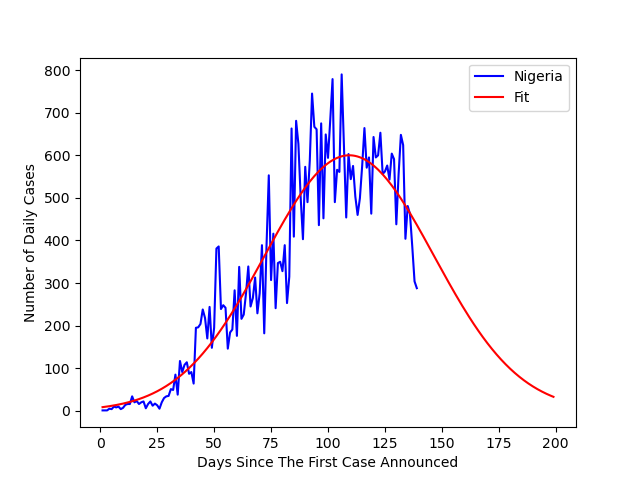 Nigeria
Fit
800
700
600
500
400
300
200
100
0
Number of Daily Cases
0 25 50 75 100 125 150 175 200
Days Since The First Case Announced